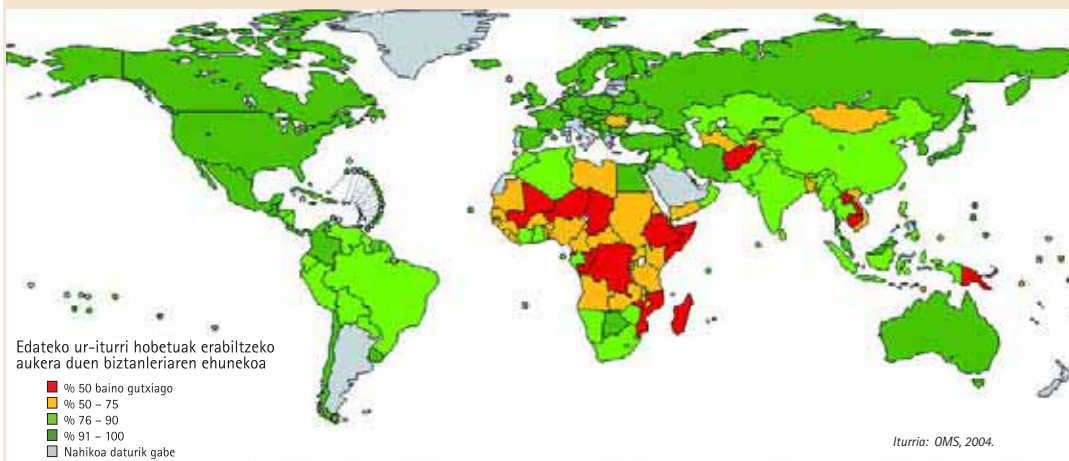 Edateko ur-iturri hobetuak erabiltzeko
aukera duen biztanleriaren ehunekoa
% 50 baino gutxiago
% 50 – 75
% 76 – 90
% 91 – 100
Nahikoa daturik gabe
Iturria: OMS, 2004.